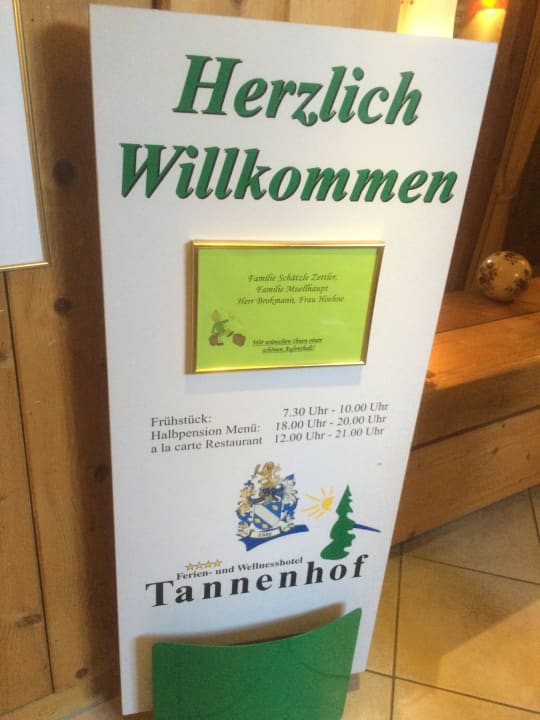 Herzlich
Willkommen
Familie Schätzle Zettler,
Familie Muellhaupt
Herr Brokmann, Frau Hoehne
Wir wünschen Ihnen einen
schönen Aufenthalt!
Frühstück: 7.30 Uhr - 10.00 Uhr
Halbpension Menü: 18.00 Uhr - 20.00 Uhr
a la carte Restaurant 12.00 Uhr - 21.00 Uhr
Ferien- und Wellnesshotel
Tannenhof